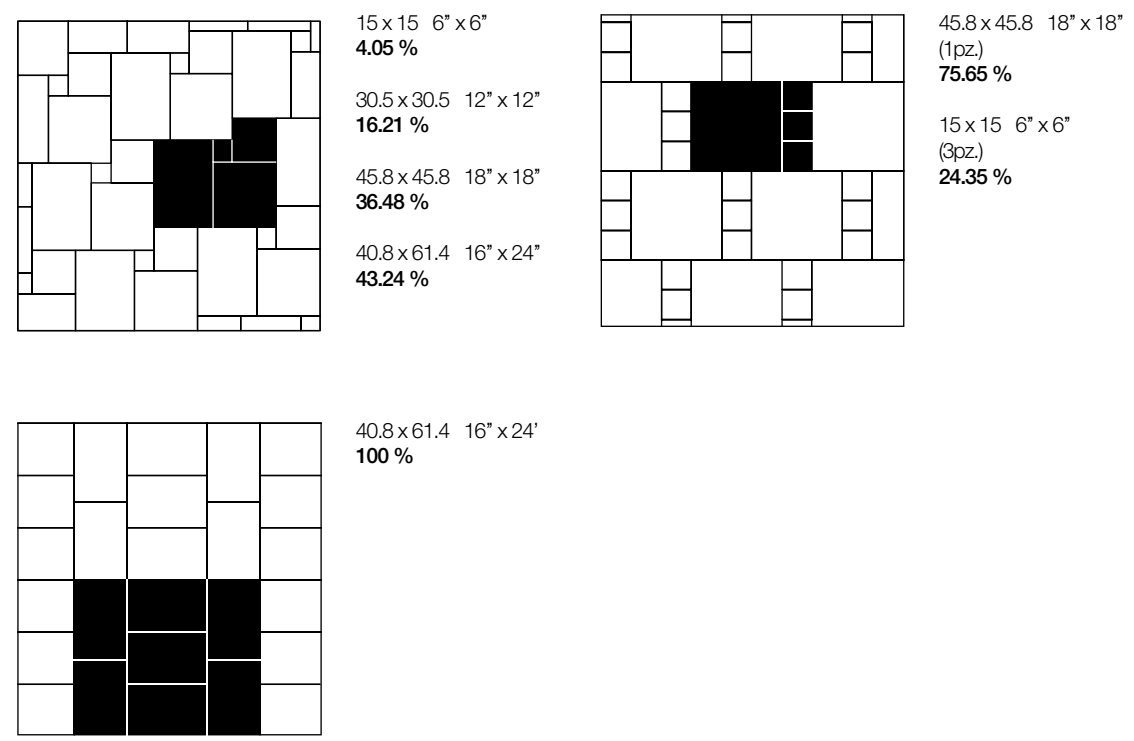 15 x 15 6” x 6”
4.05 %
30.5 x 30.5 12” x 12”
16.21 %
45.8 x 45.8 18” x 18”
36.48 %
40.8 x 61.4 16” x 24”
43.24 %
45.8 x 45.8 18” x 18”
(1pz.)
75.65 %
15 x 15 6” x 6”
(3pz.)
24.35 %
40.8 x 61.4 16” x 24’
100 %